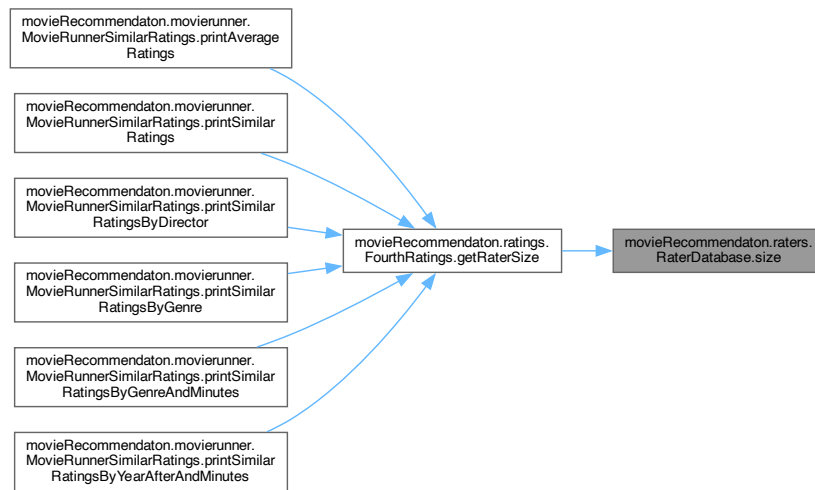 movieRecommendaton.movierunner.
MovieRunnerSimilarRatings.printAverage
Ratings
movieRecommendaton.movierunner.
MovieRunnerSimilarRatings.printSimilar
Ratings
movieRecommendaton.movierunner.
MovieRunnerSimilarRatings.printSimilar
RatingsByDirector
movieRecommendaton.movierunner.
MovieRunnerSimilarRatings.printSimilar
RatingsByGenre
movieRecommendaton.movierunner.
MovieRunnerSimilarRatings.printSimilar
RatingsByGenreAndMinutes
movieRecommendaton.movierunner.
MovieRunnerSimilarRatings.printSimilar
RatingsByYearAfterAndMinutes
movieRecommendaton.ratings.
FourthRatings.getRaterSize
movieRecommendaton.raters.
RaterDatabase.size